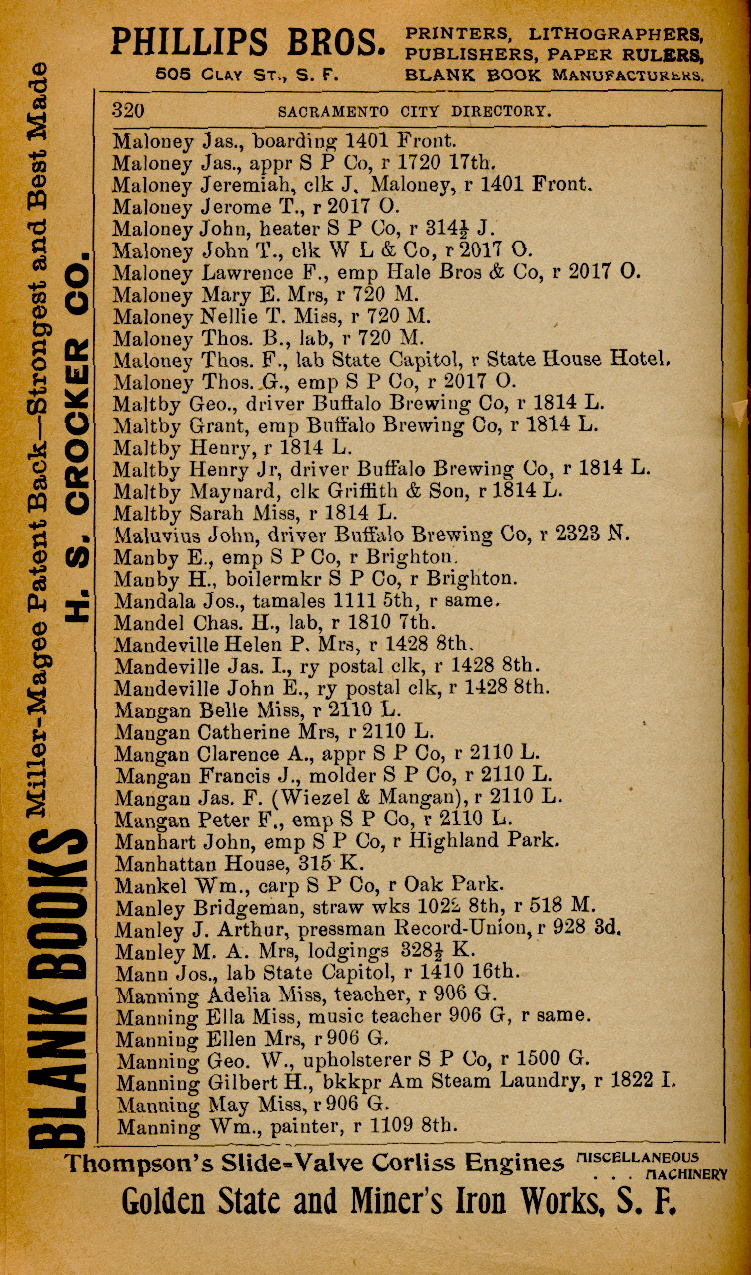 PHILLIPS BROS.
505 CLAY ST., S. F.
PRINTERS, LITHOGRAPHERS,
PUBLISHERS, PAPER RULERS,
BLANK BOOK MANUFACTURERS.
320 SACRAMENTO CITY DIRECTORY.
Maloney Jas., boarding 1401 Front.
Maloney Jas., appr S P Co, r 1720 17th.
Maloney Jeremiah, clk J. Maloney, r 1401 Front.
Maloney Jerome T., r 2017 O.
Maloney John, heater S P Co, r 314½ J.
Maloney John T., clk W L & Co, r 2017 O.
Maloney Lawrence F., emp Hale Bros & Co, r 2017 O.
Maloney Mary E. Mrs, r 720 M.
Maloney Nellie T. Miss, r 720 M.
Maloney Thos. B., lab, r 720 M.
Maloney Thos. F., lab State Capitol, r State House Hotel.
Maloney Thos. G., emp S P Co, r 2017 O.
Maltby Geo., driver Buffalo Brewing Co, r 1814 L.
Maltby Grant, emp Buffalo Brewing Co, r 1814 L.
Maltby Henry, r 1814 L.
Maltby Henry Jr, driver Buffalo Brewing Co, r 1814 L.
Maltby Maynard, clk Griffith & Son, r 1814 L.
Maltby Sarah Miss, r 1814 L.
Maluvius John, driver Buffalo Brewing Co, r 2323 N.
Manby E., emp S P Co, r Brighton.
Manby H., boilermkr S P Co, r Brighton.
Mandala Jos., tamales 1111 5th, r same.
Mandel Chas. H., lab, r 1810 7th.
Mandeville Helen P. Mrs, r 1428 8th.
Mandeville Jas. I., ry postal clk, r 1428 8th.
Mandeville John E., ry postal clk, r 1428 8th.
Mangan Belle Miss, r 2110 L.
Mangan Catherine Mrs, r 2110 L.
Mangan Clarence A., appr S P Co, r 2110 L.
Mangan Francis J., molder S P Co, r 2110 L.
Mangan Jas. F. (Wiezel & Mangan), r 2110 L.
Mangan Peter F., emp S P Co, r 2110 L.
Manhart John, emp S P Co, r Highland Park.
Manhattan House, 315 K.
Mankel Wm., carp S P Co, r Oak Park.
Manley Bridgeman, straw wks 1022 8th, r 518 M.
Manley J. Arthur, pressman Record-Union, r 928 3d.
Manley M. A. Mrs, lodgings 328½ K.
Mann Jos., lab State Capitol, r 1410 16th.
Manning Adelia Miss, teacher, r 906 G.
Manning Ella Miss, music teacher 906 G, r same.
Manning Ellen Mrs, r 906 G.
Manning Geo. W., upholsterer S P Co, r 1500 G.
Manning Gilbert H., bkkpr Am Steam Laundry, r 1822 I.
Manning May Miss, r 906 G.
Manning Wm., painter, r 1109 8th.
BLANK BOOKS
Miller-Magee Patent Back—Strongest and Best Made
H. S. CROCKER CO.
Thompson's Slide-Valve Corliss Engines MISCELLANEOUS
. . . MACHINERY
Golden State and Miner's Iron Works, S. F.